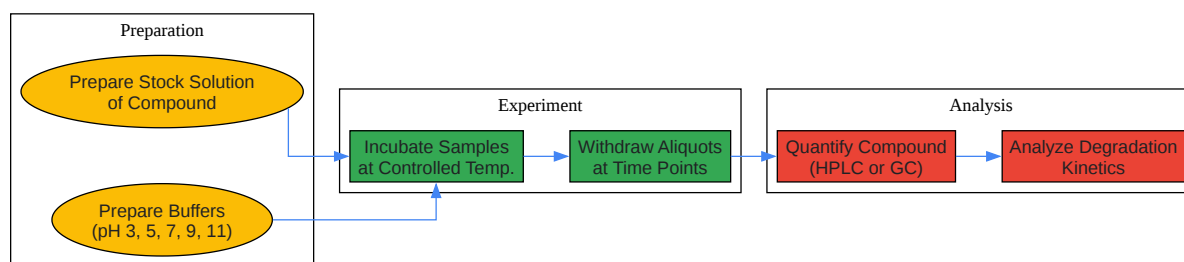 Preparation
Prepare Stock Solution
of Compound
Prepare Buffers
(pH 3, 5, 7, 9, 11)
Experiment
Incubate Samples
at Controlled Temp.
Withdraw Aliquots
at Time Points
Analysis
Quantify Compound
(HPLC or GC)
Analyze Degradation
Kinetics